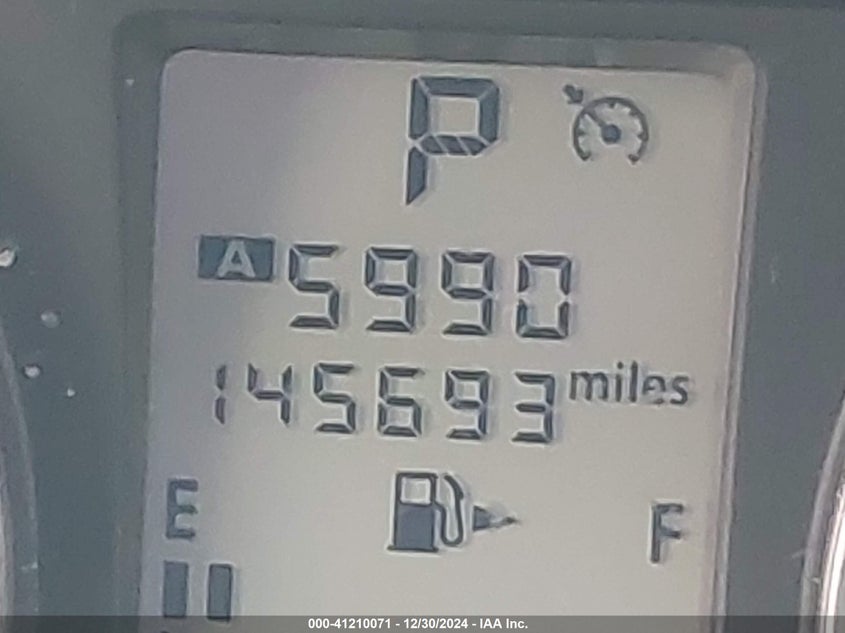 P
A 5990
145693 miles
E F
000-41210071 - 12/30/2024 - IAA Inc.